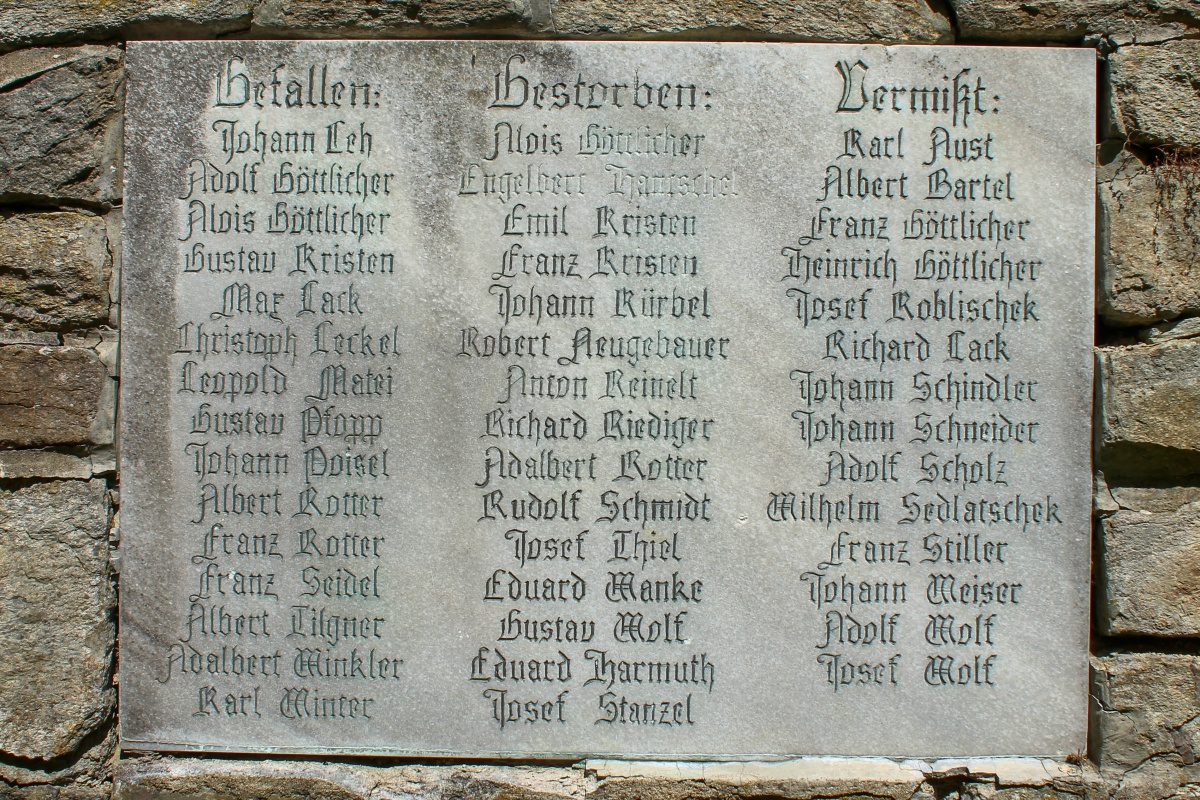 Gefallen:
Johann Leh
Adolf Göttlicher
Alois Göttlicher
Gustav Kristen
Max Lack
Christoph Leckel
Leopold Matei
Gustav Pfopp
Johann Poisel
Albert Rotter
Franz Rotter
Franz Seidel
Albert Tilgner
Adalbert Winkler
Karl Winter
Gestorben:
Alois Göttlicher
Engelbert Hartschel
Emil Kristen
Franz Kristen
Johann Kürbel
Robert Neugebauer
Anton Reinelt
Richard Riediger
Adalbert Rotter
Rudolf Schmidt
Josef Thiel
Eduard Wanke
Gustav Wolf
Eduard Harmuth
Josef Stanzel
Vermißt:
Karl Aust
Albert Bartel
Franz Göttlicher
Heinrich Göttlicher
Josef Koblischek
Richard Lack
Johann Schindler
Johann Schneider
Adolf Scholz
Wilhelm Sedlatschek
Franz Stiller
Johann Weiser
Adolf Wolf
Josef Wolf